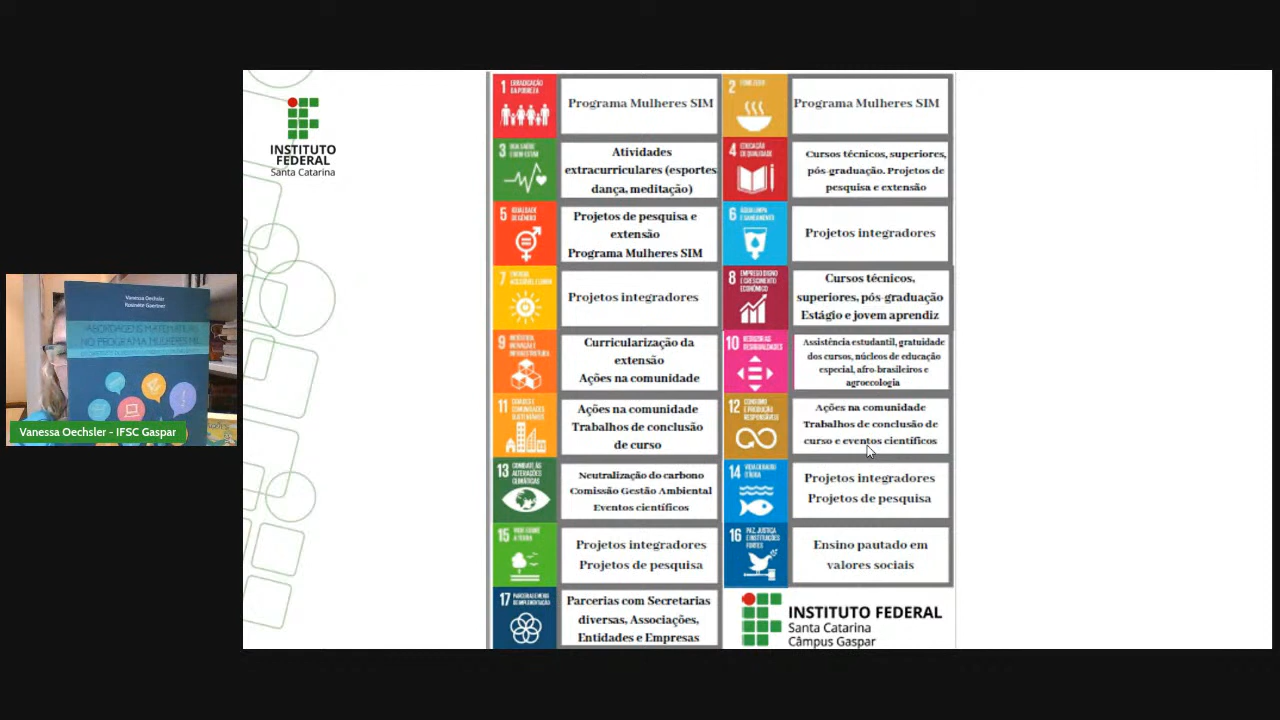 INSTITUTO
FEDERAL
Santa Catarina
1 ERRADICAÇÃO
DA POBREZA
Programa Mulheres SIM
2 FOME ZERO
Programa Mulheres SIM
3 BOA SAÚDE
E BEM-ESTAR
Atividades
extracurriculares (esportes
dança, meditação)
4 EDUCAÇÃO
DE QUALIDADE
Cursos técnicos, superiores,
pós-graduação. Projetos de
pesquisa e extensão
5 IGUALDADE
DE GÊNERO
Projetos de pesquisa e
extensão
Programa Mulheres SIM
6 ÁGUA LIMPA
E SANEAMENTO
Projetos integradores
7 ENERGIA
ACESSÍVEL E LIMPA
Projetos integradores
8 EMPREGO DIGNO
E CRESCIMENTO
ECONÔMICO
Cursos técnicos,
superiores, pós-graduação
Estágio e jovem aprendiz
9 INDÚSTRIA,
INOVAÇÃO E
INFRAESTRUTURA
Curricularização da
extensão
Ações na comunidade
10 REDUÇÃO DAS
DESIGUALDADES
Assistência estudantil, gratuidade
dos cursos, núcleos de educação
especial, afro-brasileiros e
agroecologia
11 CIDADES E
COMUNIDADES
SUSTENTÁVEIS
Ações na comunidade
Trabalhos de conclusão
de curso
12 CONSUMO
E PRODUÇÃO
RESPONSÁVEIS
Ações na comunidade
Trabalhos de conclusão de
curso e eventos científicos
13 COMBATE ÀS
ALTERAÇÕES
CLIMÁTICAS
Neutralização do carbono
Comissão Gestão Ambiental
Eventos científicos
14 VIDA DEBAIXO
D'ÁGUA
Projetos integradores
Projetos de pesquisa
15 VIDA SOBRE
A TERRA
Projetos integradores
Projetos de pesquisa
16 PAZ, JUSTIÇA
E INSTITUIÇÕES
FORTES
Ensino pautado em
valores sociais
17 PARCERIAS E MEIOS
DE IMPLEMENTAÇÃO
Parcerias com Secretarias
diversas, Associações,
Entidades e Empresas
INSTITUTO FEDERAL
Santa Catarina
Câmpus Gaspar
Vanessa Oechsler
Rosinete Gaertner
ABORDAGENS MATEMÁTICAS
NO PROGRAMA MULHERES MIL
Vanessa Oechsler - IFSC Gaspar